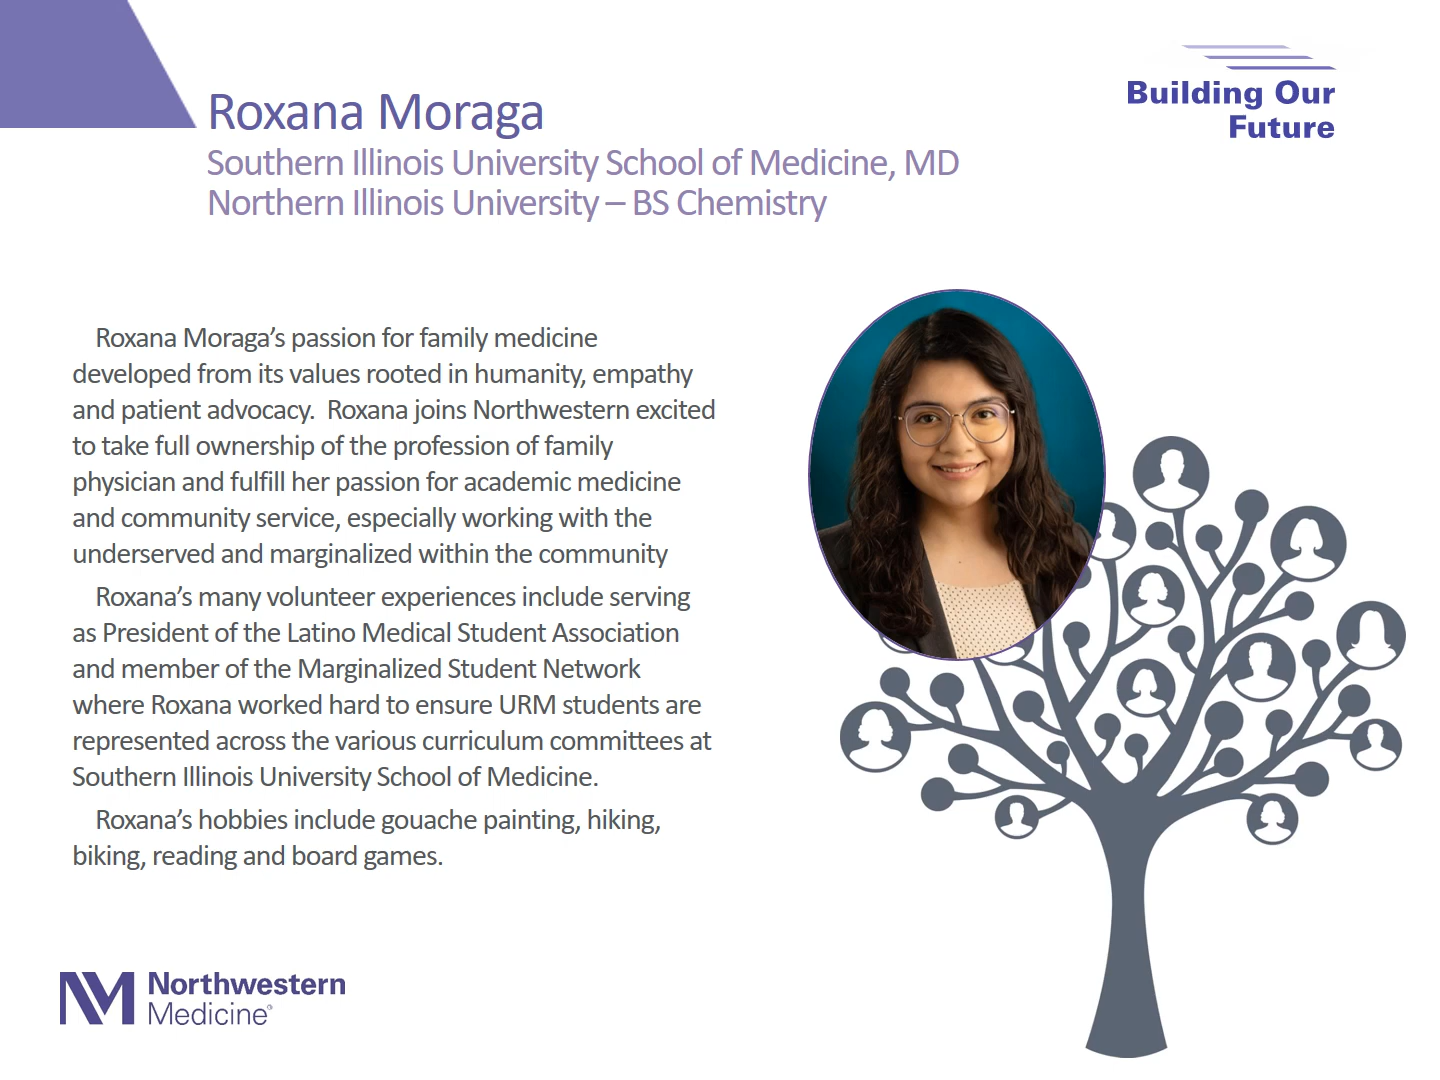 Building Our
Future
Roxana Moraga
Southern Illinois University School of Medicine, MD
Northern Illinois University – BS Chemistry
Roxana Moraga’s passion for family medicine
developed from its values rooted in humanity, empathy
and patient advocacy.  Roxana joins Northwestern excited
to take full ownership of the profession of family
physician and fulfill her passion for academic medicine
and community service, especially working with the
underserved and marginalized within the community
Roxana’s many volunteer experiences include serving
as President of the Latino Medical Student Association
and member of the Marginalized Student Network
where Roxana worked hard to ensure URM students are
represented across the various curriculum committees at
Southern Illinois University School of Medicine.
Roxana’s hobbies include gouache painting, hiking,
biking, reading and board games.
NM Northwestern
Medicine®